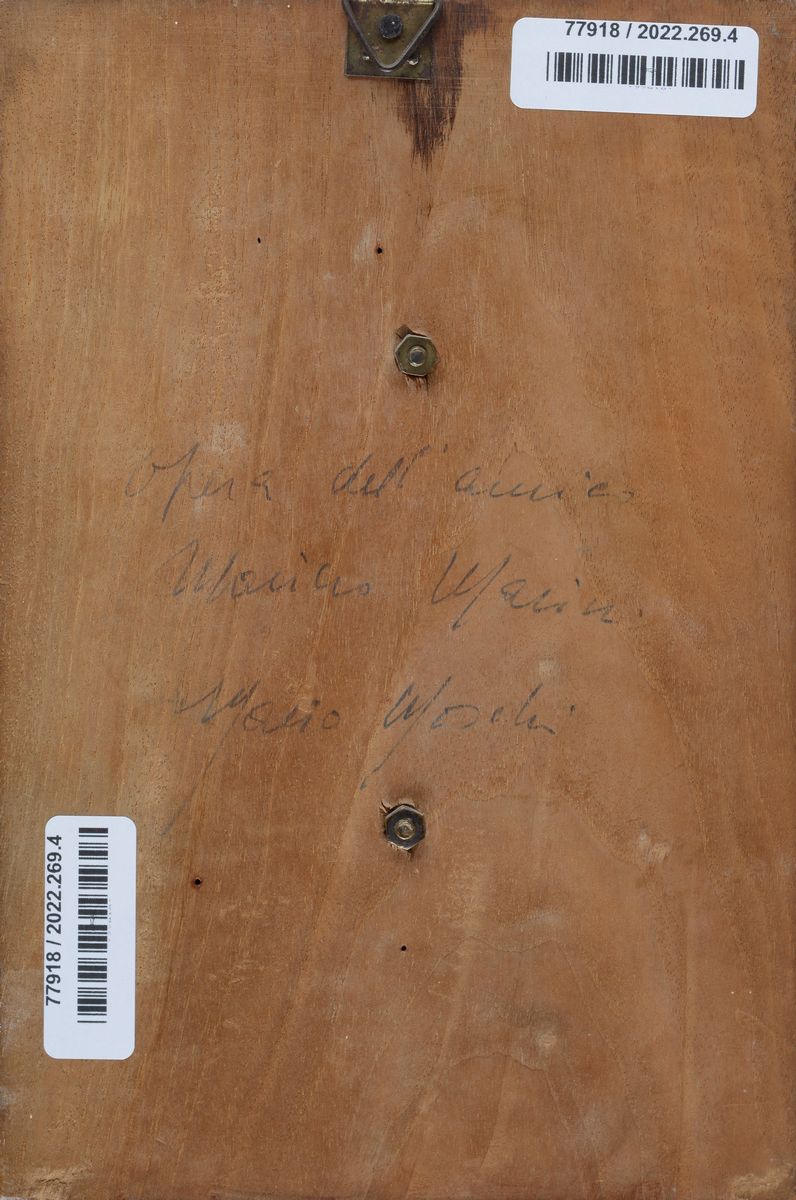 77918 / 2022.269.4
Opera dell'amico
Marino Marini
Mario Moschi
77918 / 2022.269.4